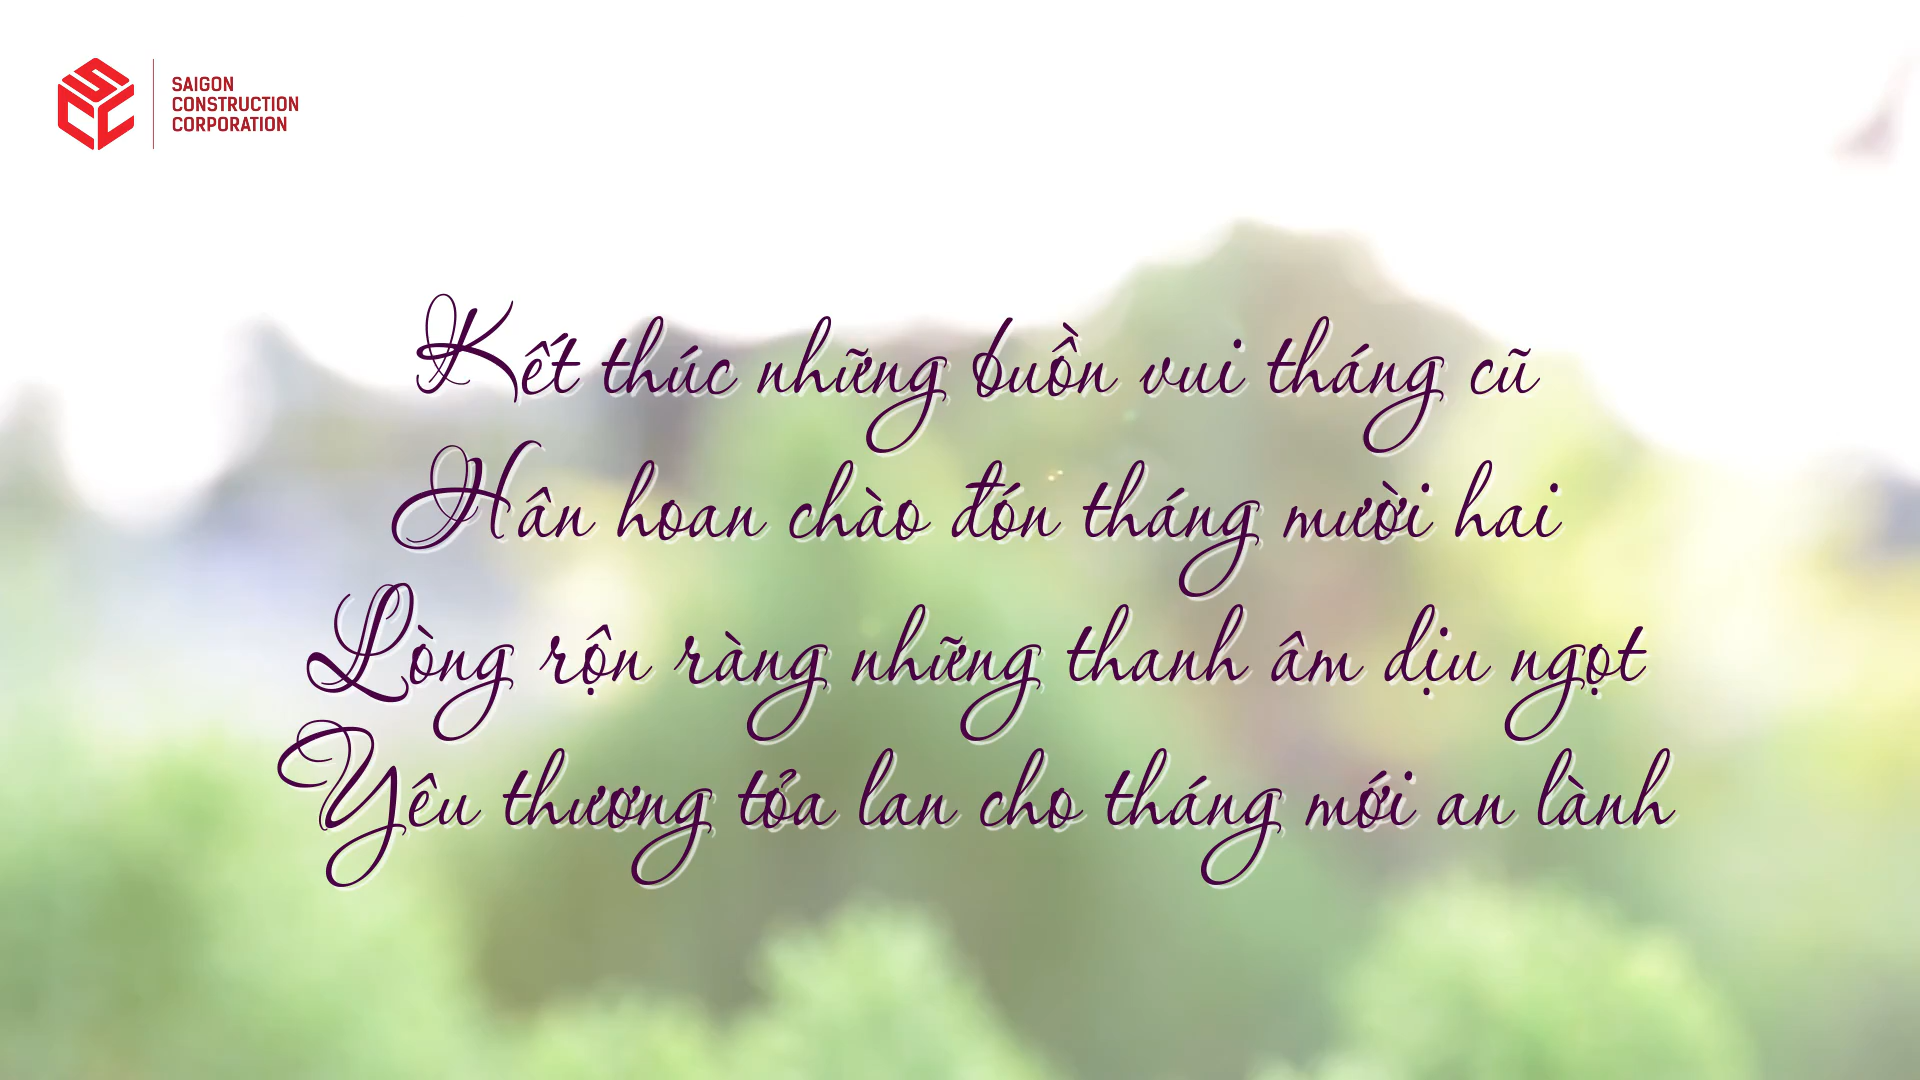 SAIGON
CONSTRUCTION
CORPORATION
Kết thúc những buồn vui tháng cũ
Hân hoan chào đón tháng mười hai
Lòng rộn ràng những thanh âm dịu ngọt
Yêu thương tỏa lan cho tháng mới an lành